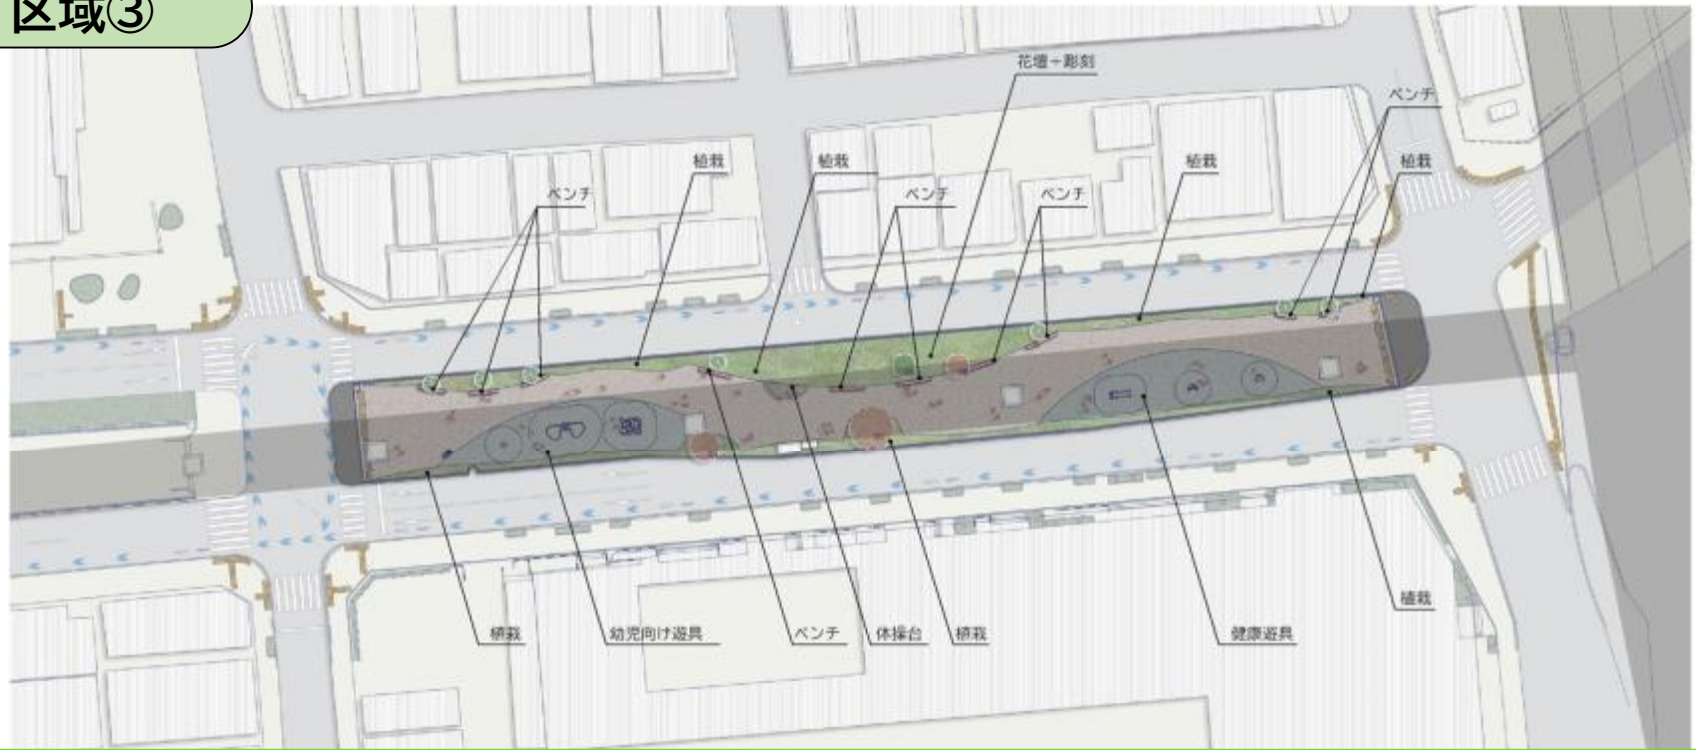 区域③
花壇+彫刻
ベンチ
植栽
植栽
植栽
植栽
ベンチ
ベンチ
ベンチ
植栽
幼児向け遊具
ベンチ
体操台
植栽
健康遊具
植栽